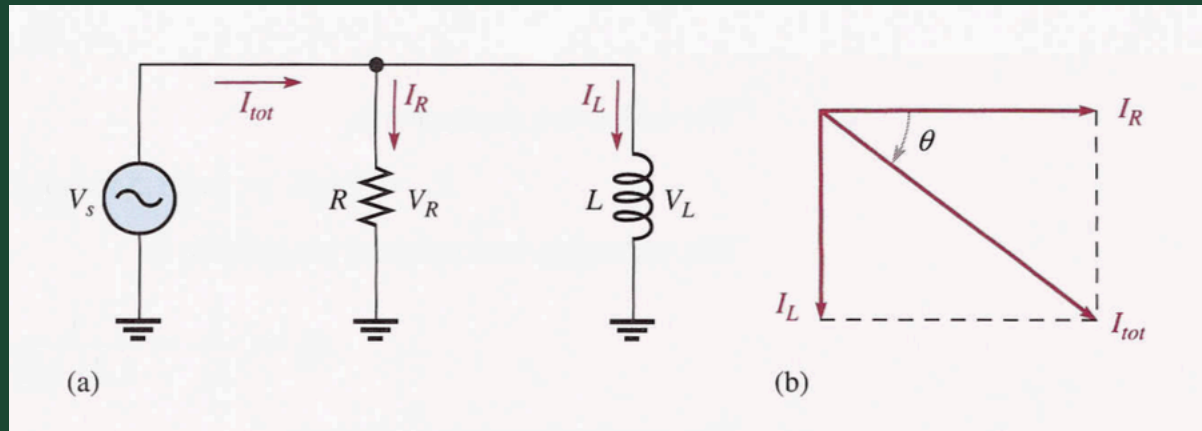 I_tot
I_R
I_L
V_s
R
V_R
L
V_L
(a)
I_R
θ
I_L
I_tot
(b)